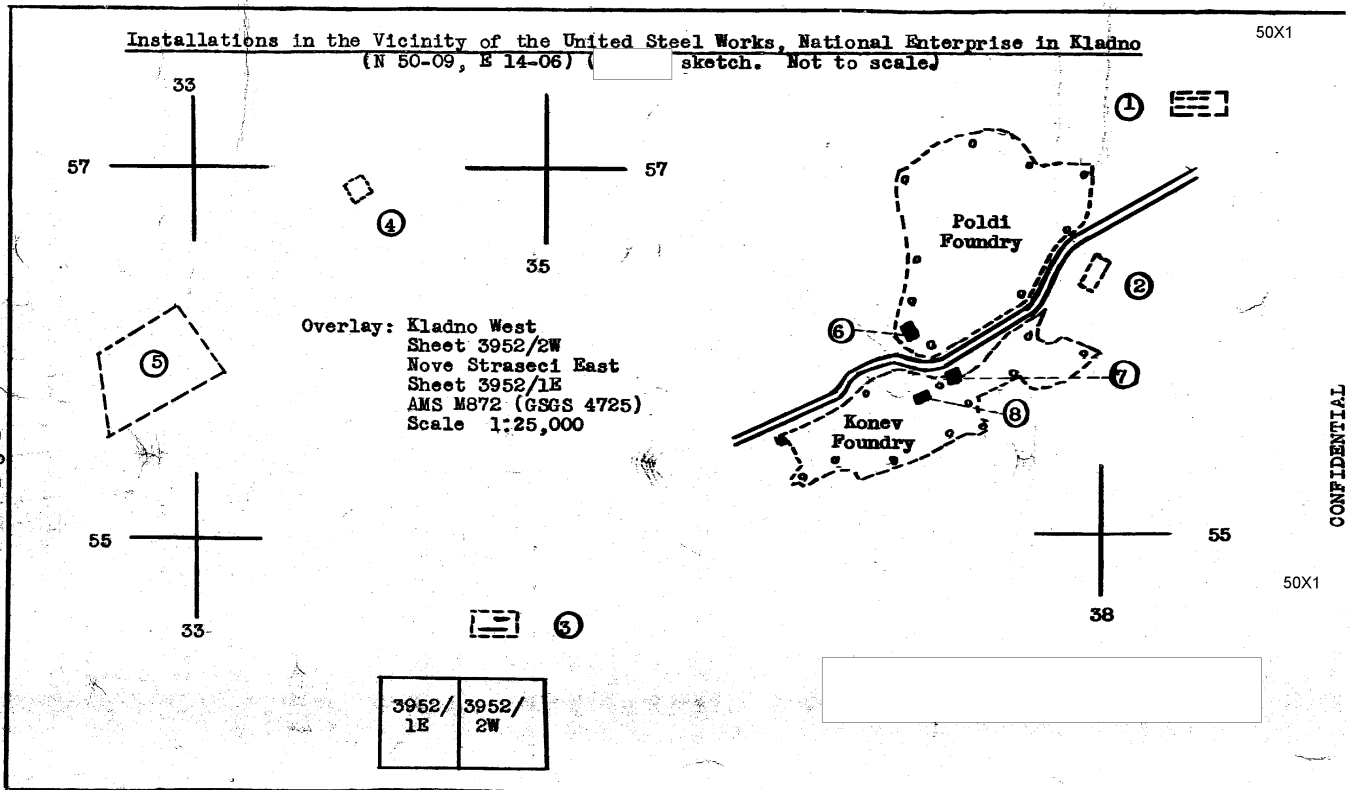 50X1
Installations in the Vicinity of the United Steel Works, National Enterprise in Kladno
(N 50-09, E 14-06) ( sketch. Not to scale)
33
1
57
57
4
Poldi
Foundry
35
2
Overlay: Kladno West
Sheet 3952/2W
Nove Straseci East
Sheet 3952/1E
AMS M872 (GSGS 4725)
Scale 1:25,000
5
6
7
8
Konev
Foundry
CONFIDENTIAL
55
55
50X1
33
3
38
3952/
1E
3952/
2W